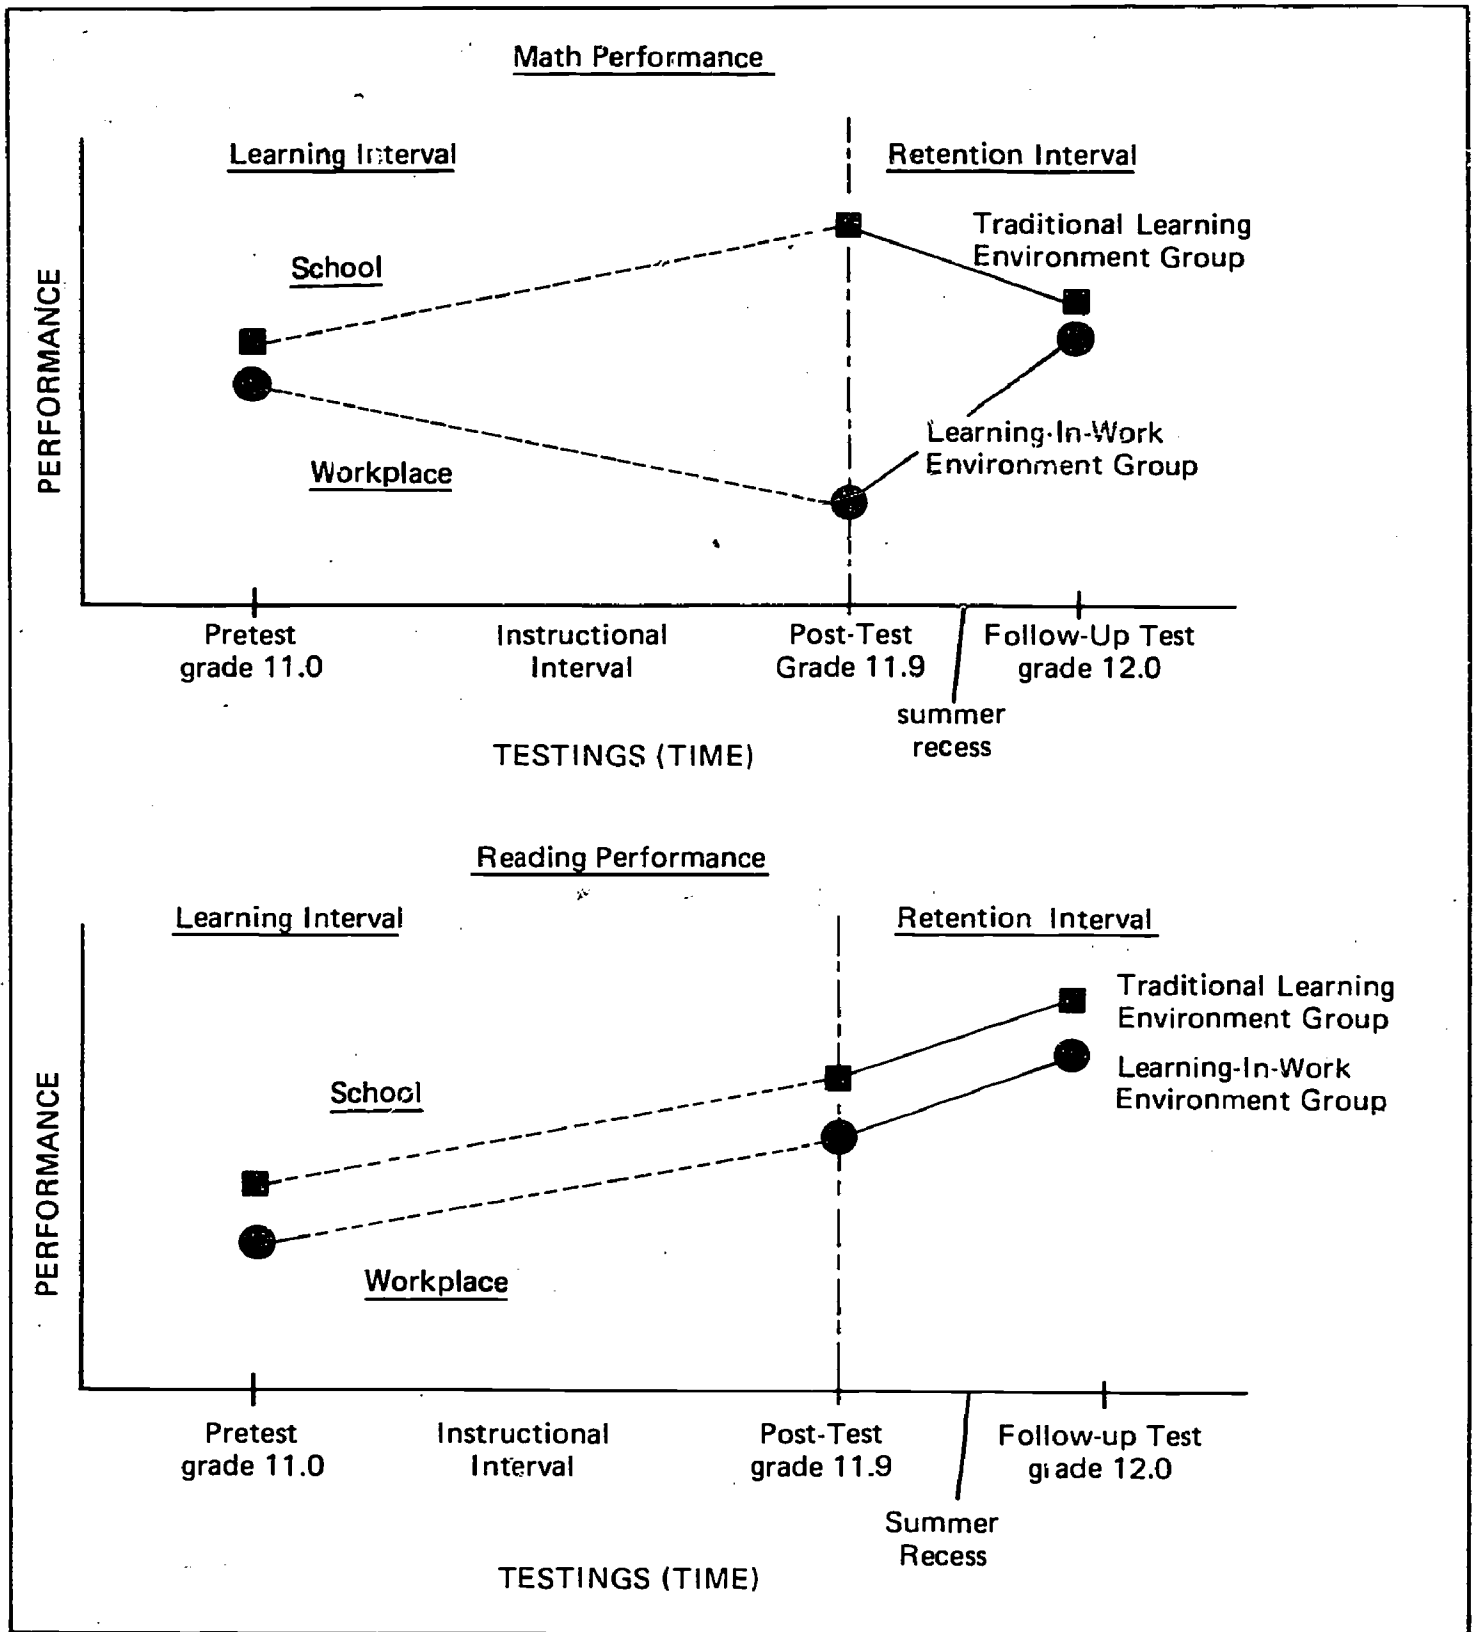 Math Performance
Learning Interval
Retention Interval
Traditional Learning
Environment Group
School
PERFORMANCE
Learning-In-Work
Environment Group
Workplace
Pretest
grade 11.0
Instructional
Interval
Post-Test
Grade 11.9
Follow-Up Test
grade 12.0
summer
recess
TESTINGS (TIME)
Reading Performance
Learning Interval
Retention Interval
Traditional Learning
Environment Group
Learning-In-Work
Environment Group
School
PERFORMANCE
Workplace
Pretest
grade 11.0
Instructional
Interval
Post-Test
grade 11.9
Follow-up Test
grade 12.0
Summer
Recess
TESTINGS (TIME)